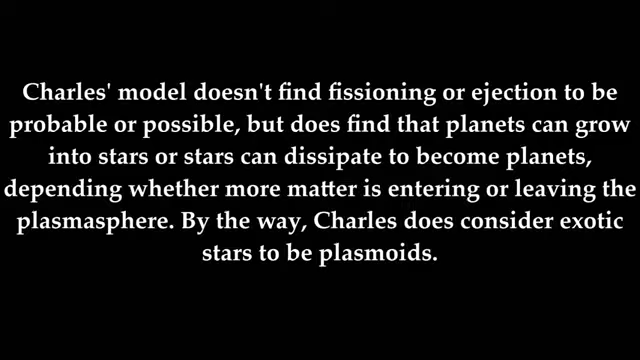 Charles' model doesn't find fissioning or ejection to be
probable or possible, but does find that planets can grow
into stars or stars can dissipate to become planets,
depending whether more matter is entering or leaving the
plasmasphere. By the way, Charles does consider exotic
stars to be plasmoids.